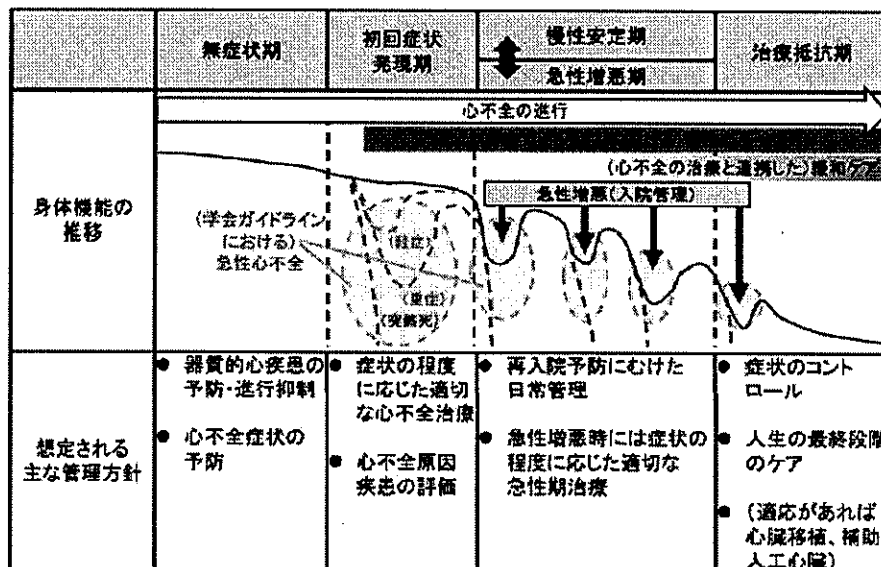 無症状期
初回症状
発現期
慢性安定期
急性増悪期
治療抵抗期
心不全の進行
(心不全の治療と連携した)緩和ケア
急性増悪(入院管理)
身体機能の
推移
(学会ガイドライン
における)
急性心不全
(軽症)
(重症)
(突然死)
想定される
主な管理方針
● 器質的心疾患の
予防・進行抑制
● 心不全症状の
予防
● 症状の程度
に応じた適切
な心不全治療
● 心不全原因
疾患の評価
● 再入院予防にむけた
日常管理
● 急性増悪時には症状の
程度に応じた適切な
急性期治療
● 症状のコント
ロール
● 人生の最終段階
のケア
● (適応があれば
心臓移植、補助
人工心臓)